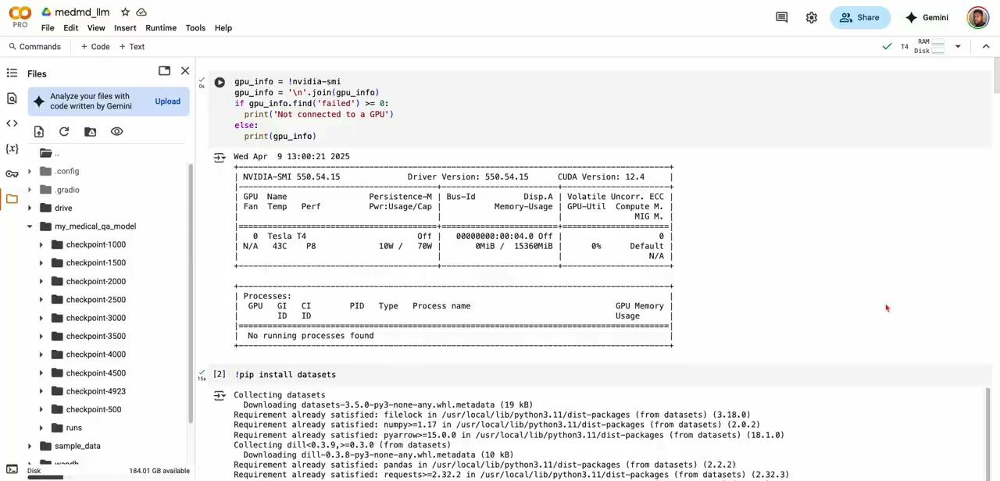 CO
PRO
medmd_llm
File Edit View Insert Runtime Tools Help
Share
Gemini
Commands + Code + Text
T4 RAM
Disk
Files
Analyze your files with
code written by Gemini
Upload
..
.config
.gradio
drive
my_medical_qa_model
checkpoint-1000
checkpoint-1500
checkpoint-2000
checkpoint-2500
checkpoint-3000
checkpoint-3500
checkpoint-4000
checkpoint-4500
checkpoint-4923
checkpoint-500
runs
sample_data
wandb
Disk 184.01 GB available
0s
gpu_info = !nvidia-smi
gpu_info = '\n'.join(gpu_info)
if gpu_info.find('failed') >= 0:
  print('Not connected to a GPU')
else:
  print(gpu_info)
Wed Apr  9 13:00:21 2025
+-----------------------------------------------------------------------------------------+
| NVIDIA-SMI 550.54.15              Driver Version: 550.54.15      CUDA Version: 12.4     |
|-----------------------------------------+------------------------+----------------------+
| GPU  Name                 Persistence-M | Bus-Id          Disp.A | Volatile Uncorr. ECC |
| Fan  Temp   Perf          Pwr:Usage/Cap |           Memory-Usage | GPU-Util  Compute M. |
|                                         |                        |               MIG M. |
|=========================================+========================+======================|
|   0  Tesla T4                       Off |   00000000:00:04.0 Off |                    0 |
| N/A   43C    P8             10W /   70W |       0MiB /  15360MiB |      0%      Default |
|                                         |                        |                  N/A |
+-----------------------------------------+------------------------+----------------------+
+-----------------------------------------------------------------------------------------+
| Processes:                                                                              |
|  GPU   GI   CI        PID   Type   Process name                              GPU Memory |
|        ID   ID                                                               Usage      |
|=========================================================================================|
|  No running processes found                                                             |
+-----------------------------------------------------------------------------------------+
15s
[2] !pip install datasets
Collecting datasets
  Downloading datasets-3.5.0-py3-none-any.whl.metadata (19 kB)
Requirement already satisfied: filelock in /usr/local/lib/python3.11/dist-packages (from datasets) (3.18.0)
Requirement already satisfied: numpy>=1.17 in /usr/local/lib/python3.11/dist-packages (from datasets) (2.0.2)
Requirement already satisfied: pyarrow>=15.0.0 in /usr/local/lib/python3.11/dist-packages (from datasets) (18.1.0)
Collecting dill<0.3.9,>=0.3.0 (from datasets)
  Downloading dill-0.3.8-py3-none-any.whl.metadata (10 kB)
Requirement already satisfied: pandas in /usr/local/lib/python3.11/dist-packages (from datasets) (2.2.2)
Requirement already satisfied: requests>=2.32.2 in /usr/local/lib/python3.11/dist-packages (from datasets) (2.32.3)